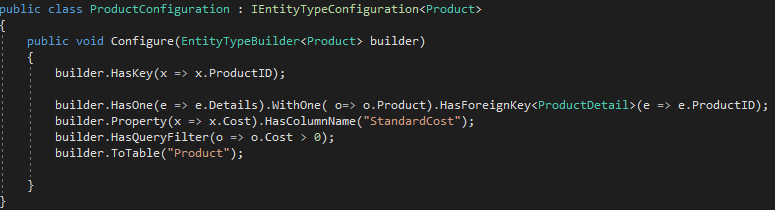 public class ProductConfiguration : IEntityTypeConfiguration<Product>
{
    public void Configure(EntityTypeBuilder<Product> builder)
    {
        builder.HasKey(x => x.ProductID);

        builder.HasOne(e => e.Details).WithOne( o=> o.Product).HasForeignKey<ProductDetail>(e => e.ProductID);
        builder.Property(x => x.Cost).HasColumnName("StandardCost");
        builder.HasQueryFilter(o => o.Cost > 0);
        builder.ToTable("Product");

    }
}